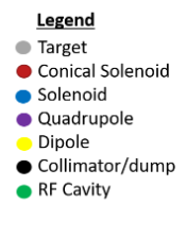 Legend
Target
Conical Solenoid
Solenoid
Quadrupole
Dipole
Collimator/dump
RF Cavity